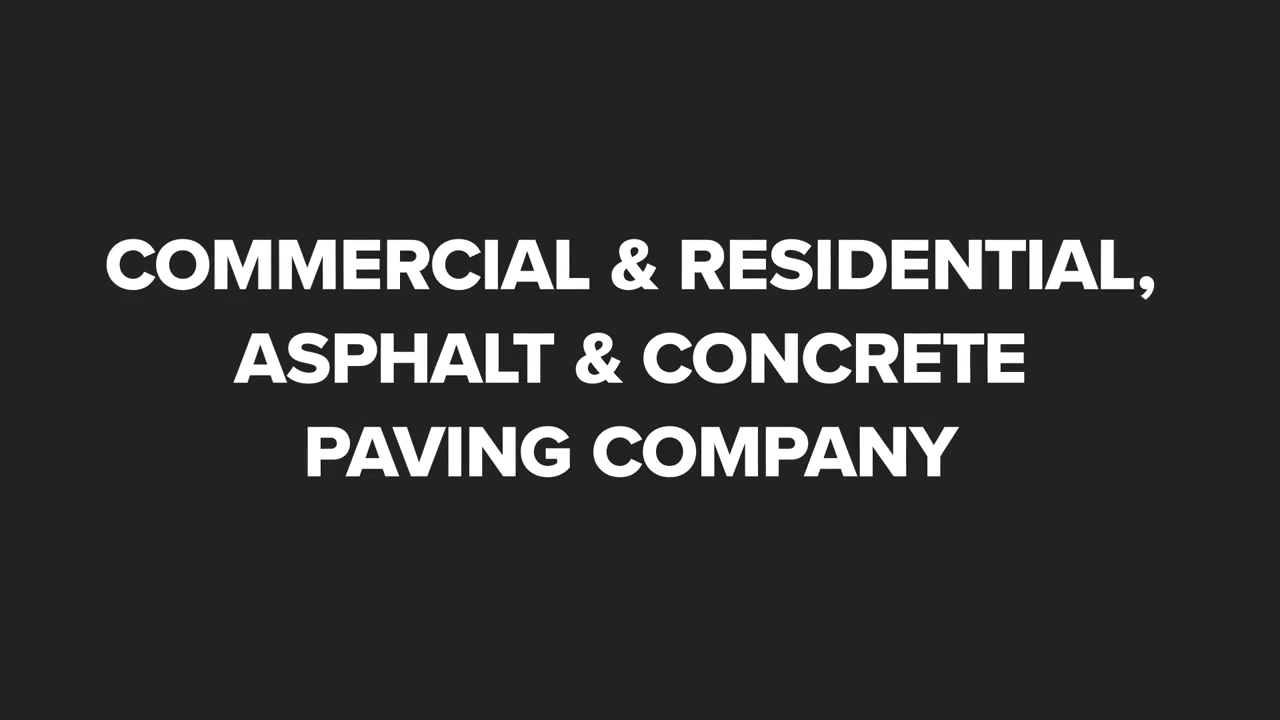 COMMERCIAL & RESIDENTIAL,
ASPHALT & CONCRETE
PAVING COMPANY